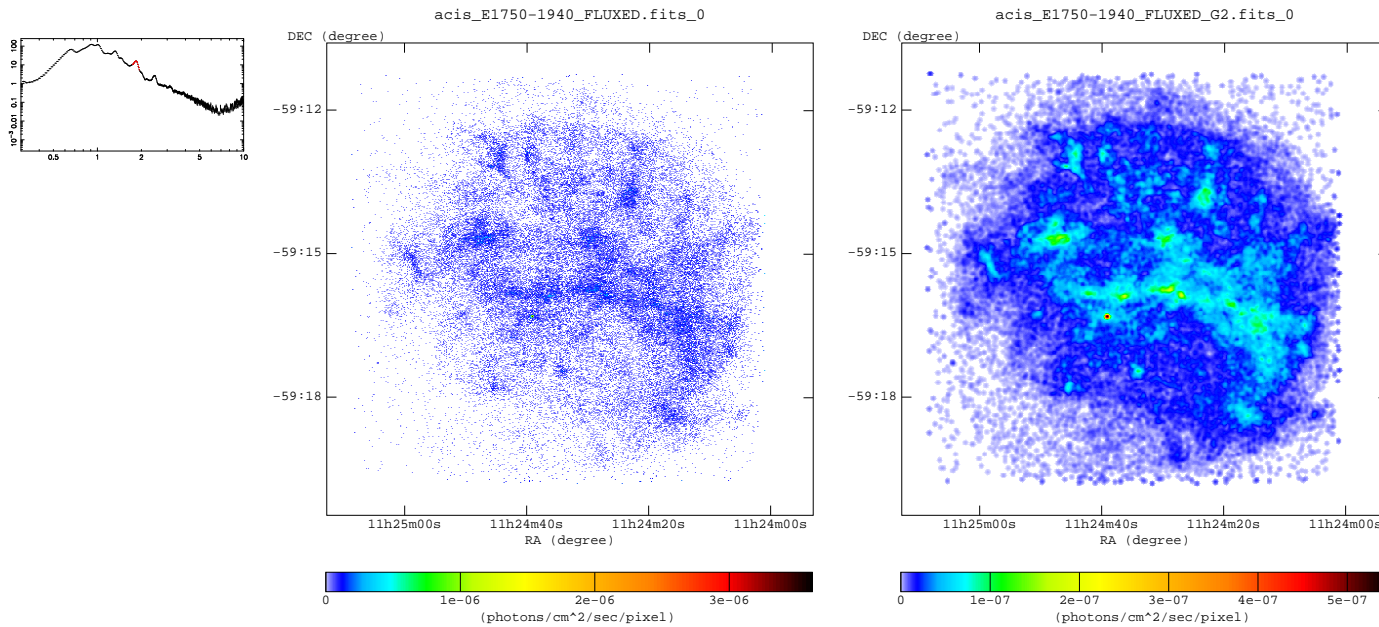 acis_E1750-1940_FLUXED.fits_0
acis_E1750-1940_FLUXED_G2.fits_0
DEC (degree)
DEC (degree)
10⁻³ 0.01 0.1 1 10 100
0.5 1 2 5 10
-59:12
-59:15
-59:18
-59:12
-59:15
-59:18
11h25m00s 11h24m40s 11h24m20s 11h24m00s
RA (degree)
11h25m00s 11h24m40s 11h24m20s 11h24m00s
RA (degree)
0 1e-06 2e-06 3e-06
(photons/cm^2/sec/pixel)
0 1e-07 2e-07 3e-07 4e-07 5e-07
(photons/cm^2/sec/pixel)